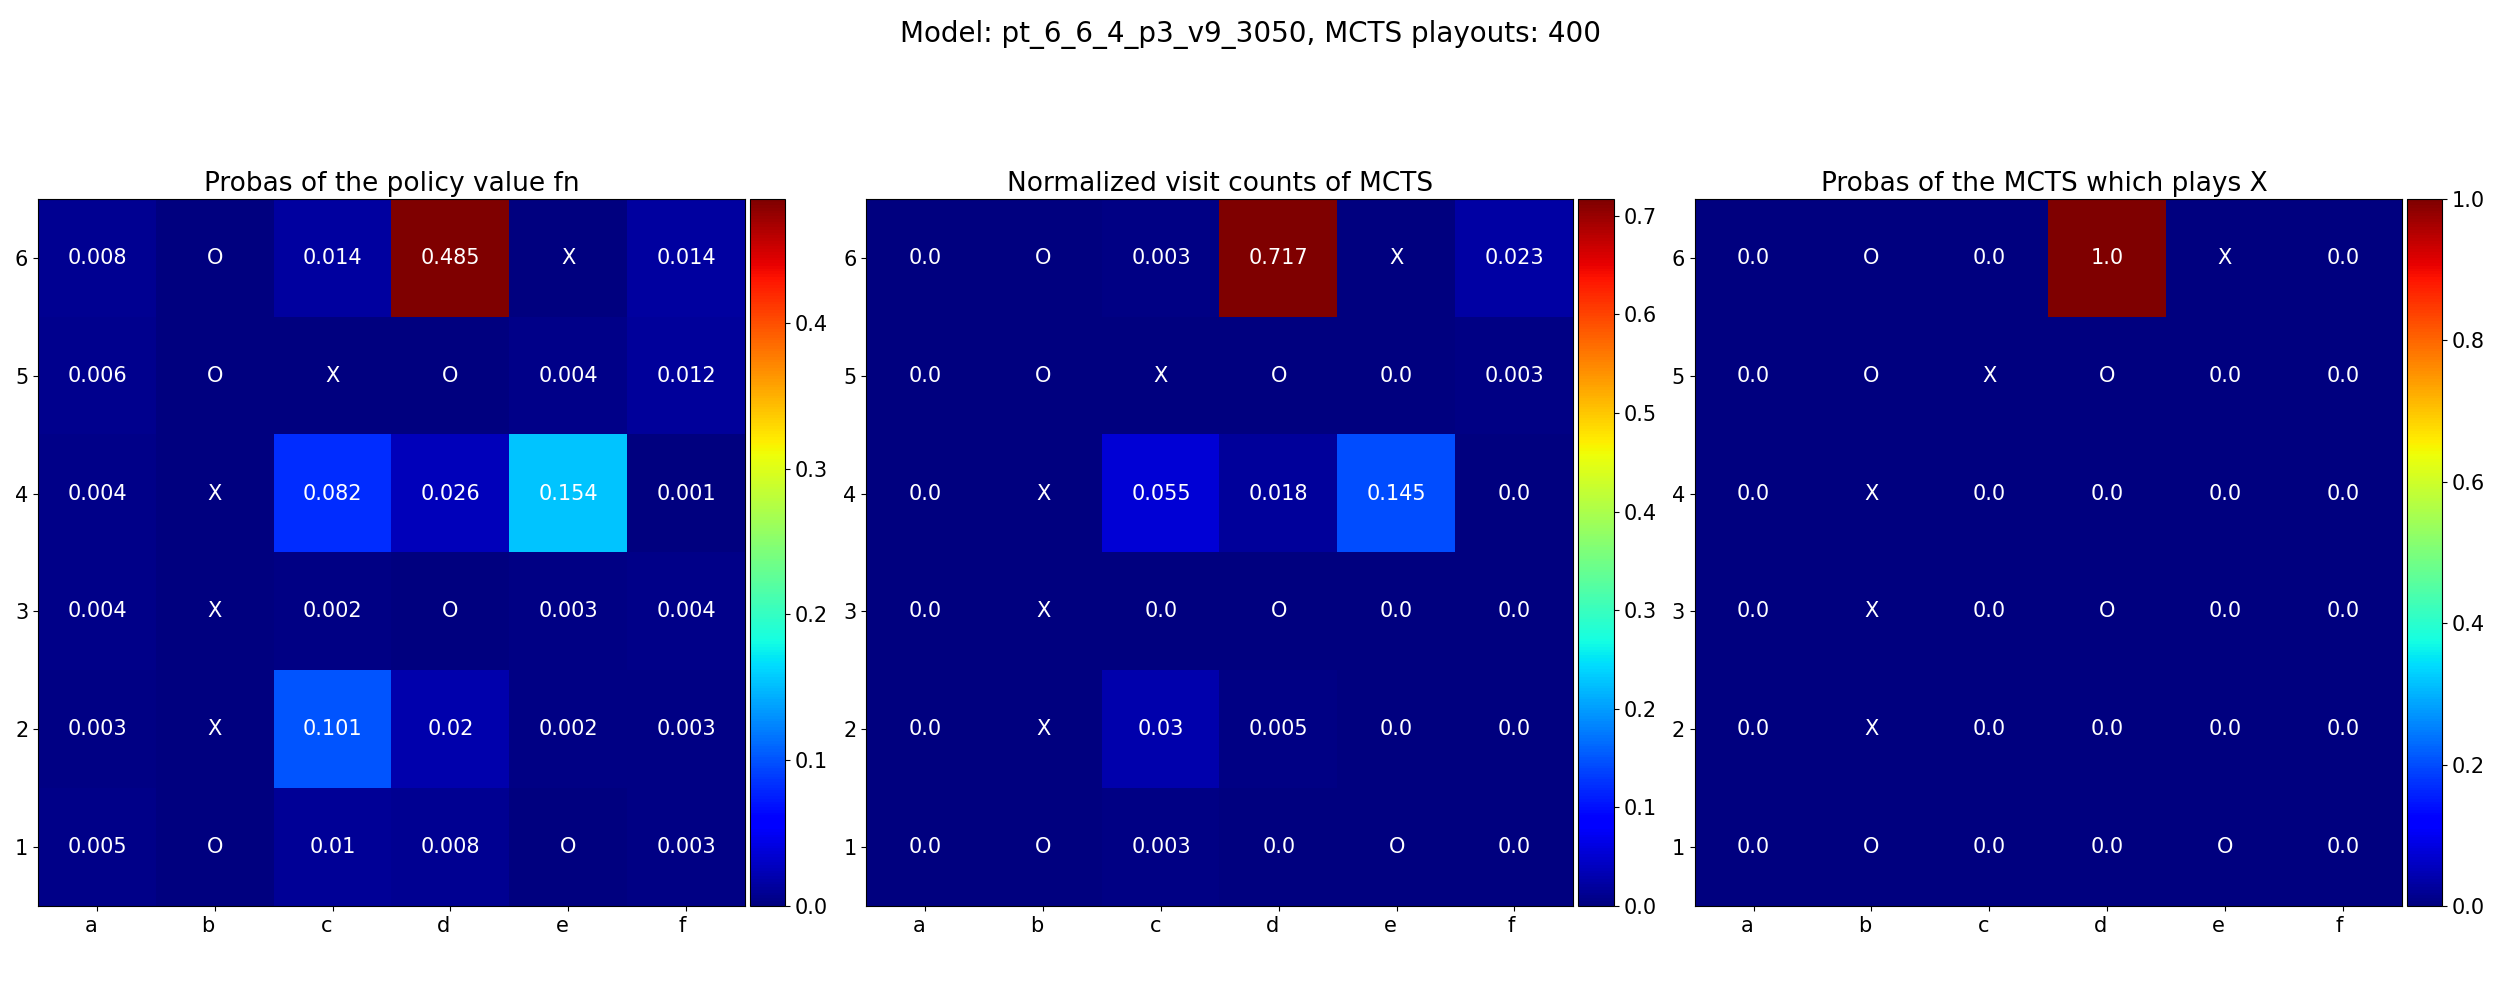 Model: pt_6_6_4_p3_v9_3050, MCTS playouts: 400
Probas of the policy value fn
6 0.008 O 0.014 0.485 X 0.014
5 0.006 O X O 0.004 0.012
4 0.004 X 0.082 0.026 0.154 0.001
3 0.004 X 0.002 O 0.003 0.004
2 0.003 X 0.101 0.02 0.002 0.003
1 0.005 O 0.01 0.008 O 0.003
a b c d e f
0.4
0.3
0.2
0.1
0.0
Normalized visit counts of MCTS
6 0.0 O 0.003 0.717 X 0.023
5 0.0 O X O 0.0 0.003
4 0.0 X 0.055 0.018 0.145 0.0
3 0.0 X 0.0 O 0.0 0.0
2 0.0 X 0.03 0.005 0.0 0.0
1 0.0 O 0.003 0.0 O 0.0
a b c d e f
0.7
0.6
0.5
0.4
0.3
0.2
0.1
0.0
Probas of the MCTS which plays X
6 0.0 O 0.0 1.0 X 0.0
5 0.0 O X O 0.0 0.0
4 0.0 X 0.0 0.0 0.0 0.0
3 0.0 X 0.0 O 0.0 0.0
2 0.0 X 0.0 0.0 0.0 0.0
1 0.0 O 0.0 0.0 O 0.0
a b c d e f
1.0
0.8
0.6
0.4
0.2
0.0